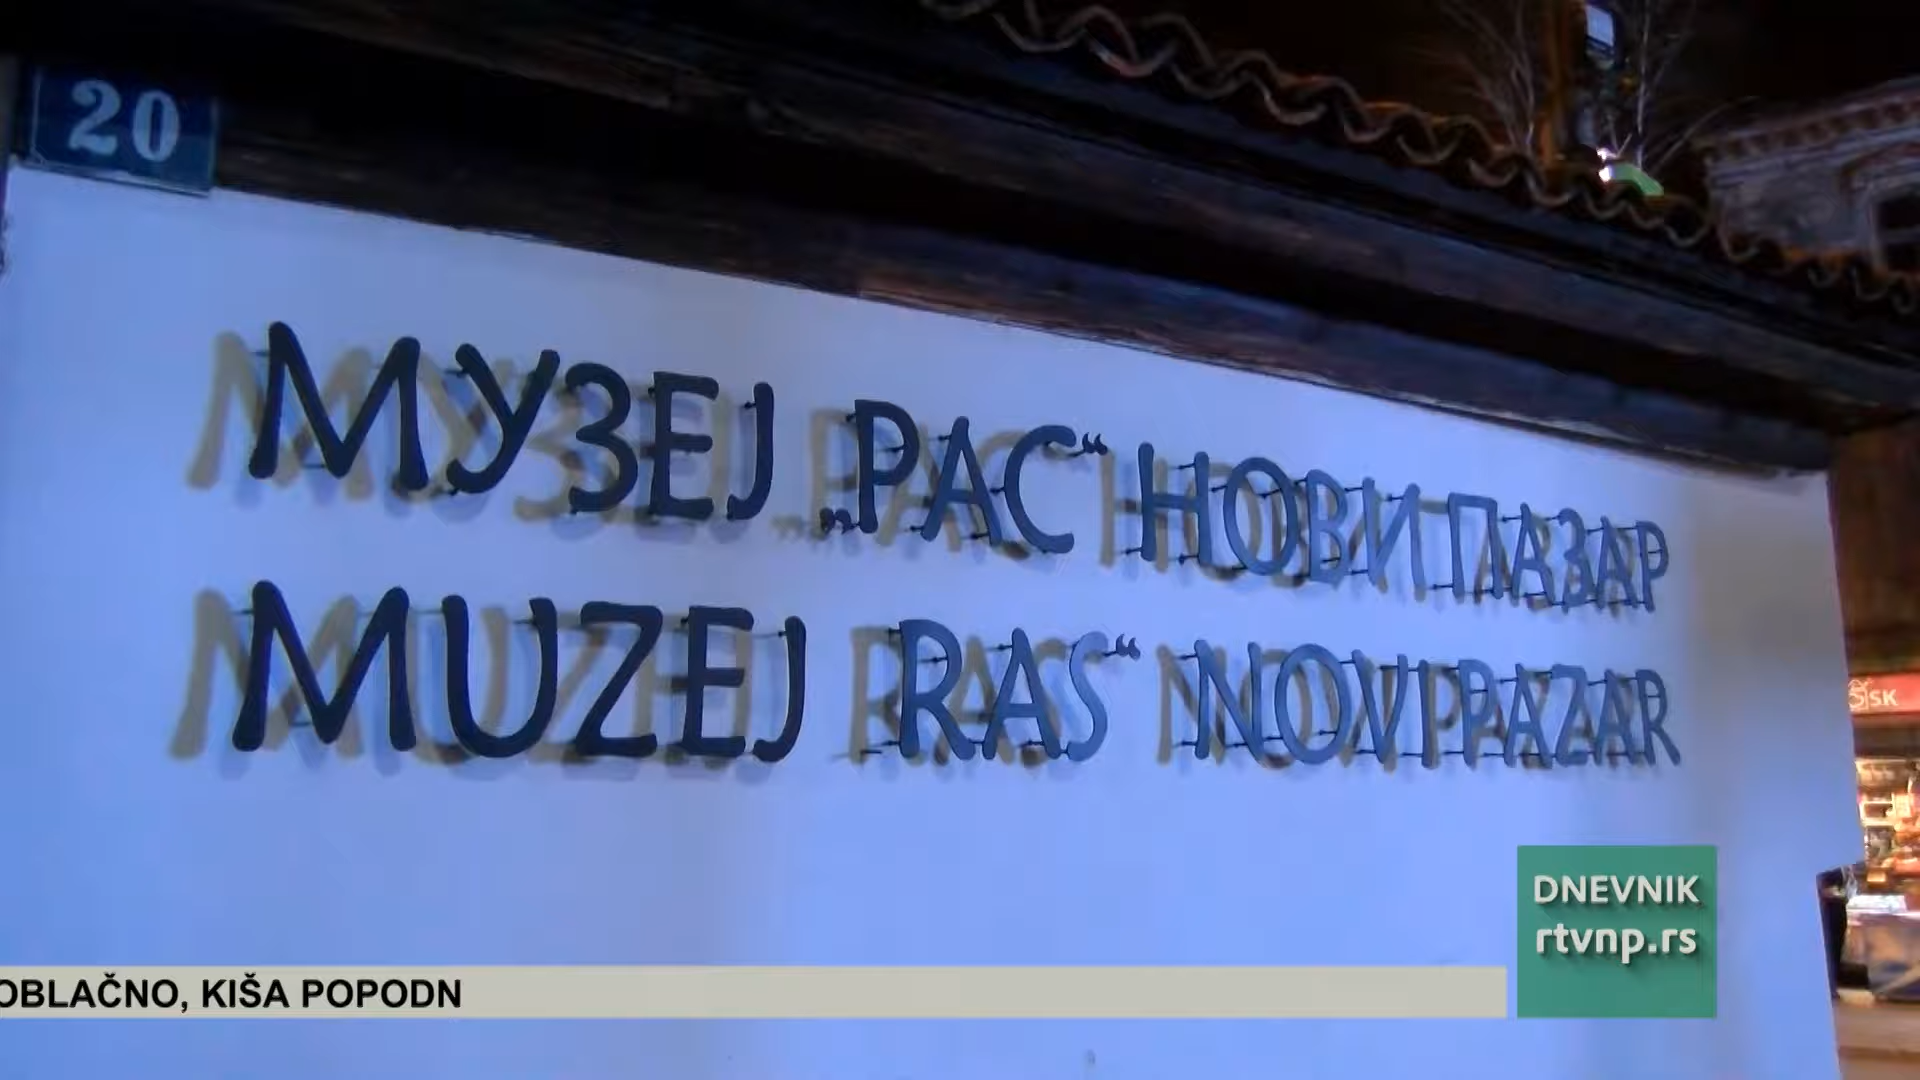 20
МУЗЕЈ „РАС“ НОВИ ПАЗАР
MUZEJ RAS“ NOVI PAZAR
DNEVNIK
rtvnp.rs
OBLAČNO, KIŠA POPODN